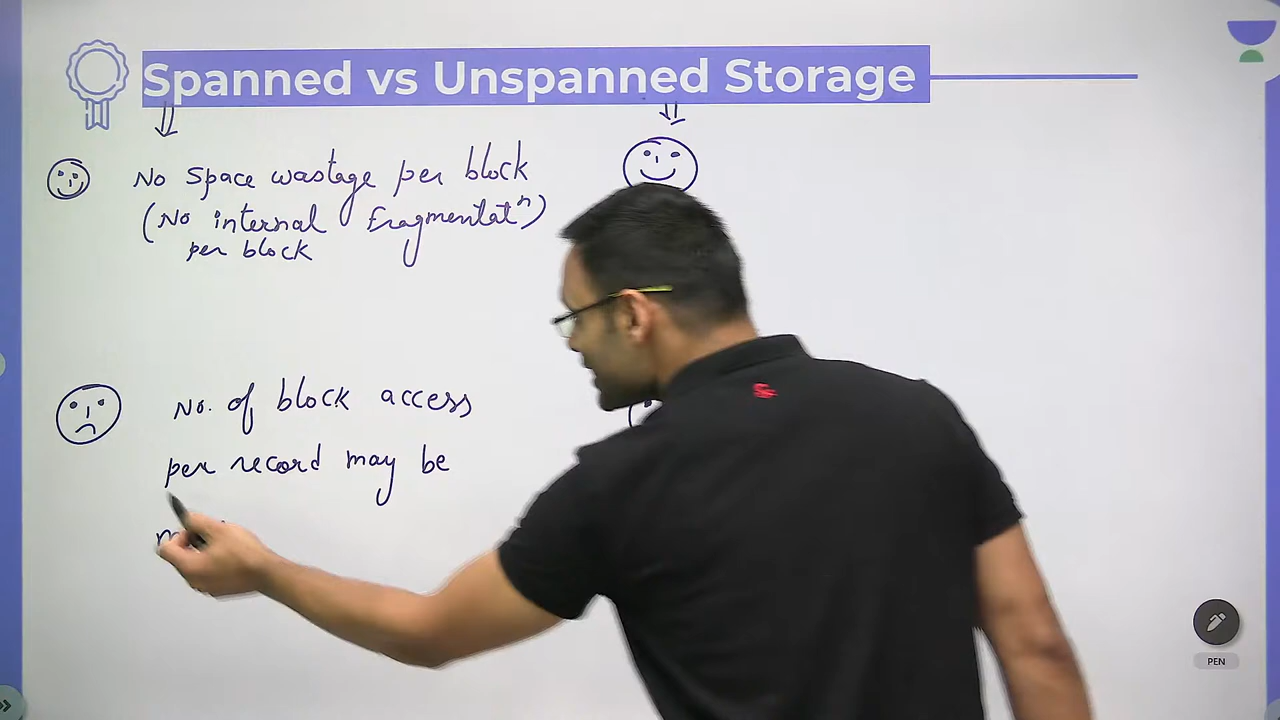 Spanned vs Unspanned Storage
No space wastage per block
(No internal fragmentatn)
per block
No. of block access
per record may be
PEN